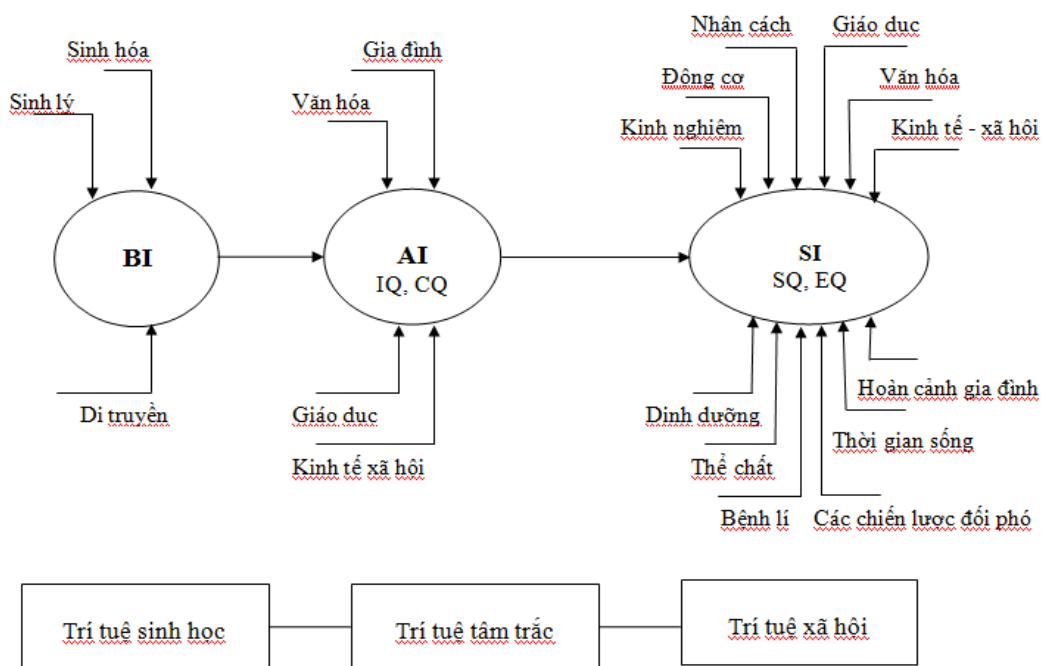 Nhân cách
Giáo dục
Sinh hóa
Gia đình
Động cơ
Văn hóa
Sinh lý
Văn hóa
Kinh nghiệm
Kinh tế - xã hội
BI
AI
IQ, CQ
SI
SQ, EQ
Hoàn cảnh gia đình
Di truyền
Giáo dục
Dinh dưỡng
Thời gian sống
Kinh tế xã hội
Thể chất
Bệnh lí
Các chiến lược đối phó
Trí tuệ sinh học
Trí tuệ tâm trắc
Trí tuệ xã hội